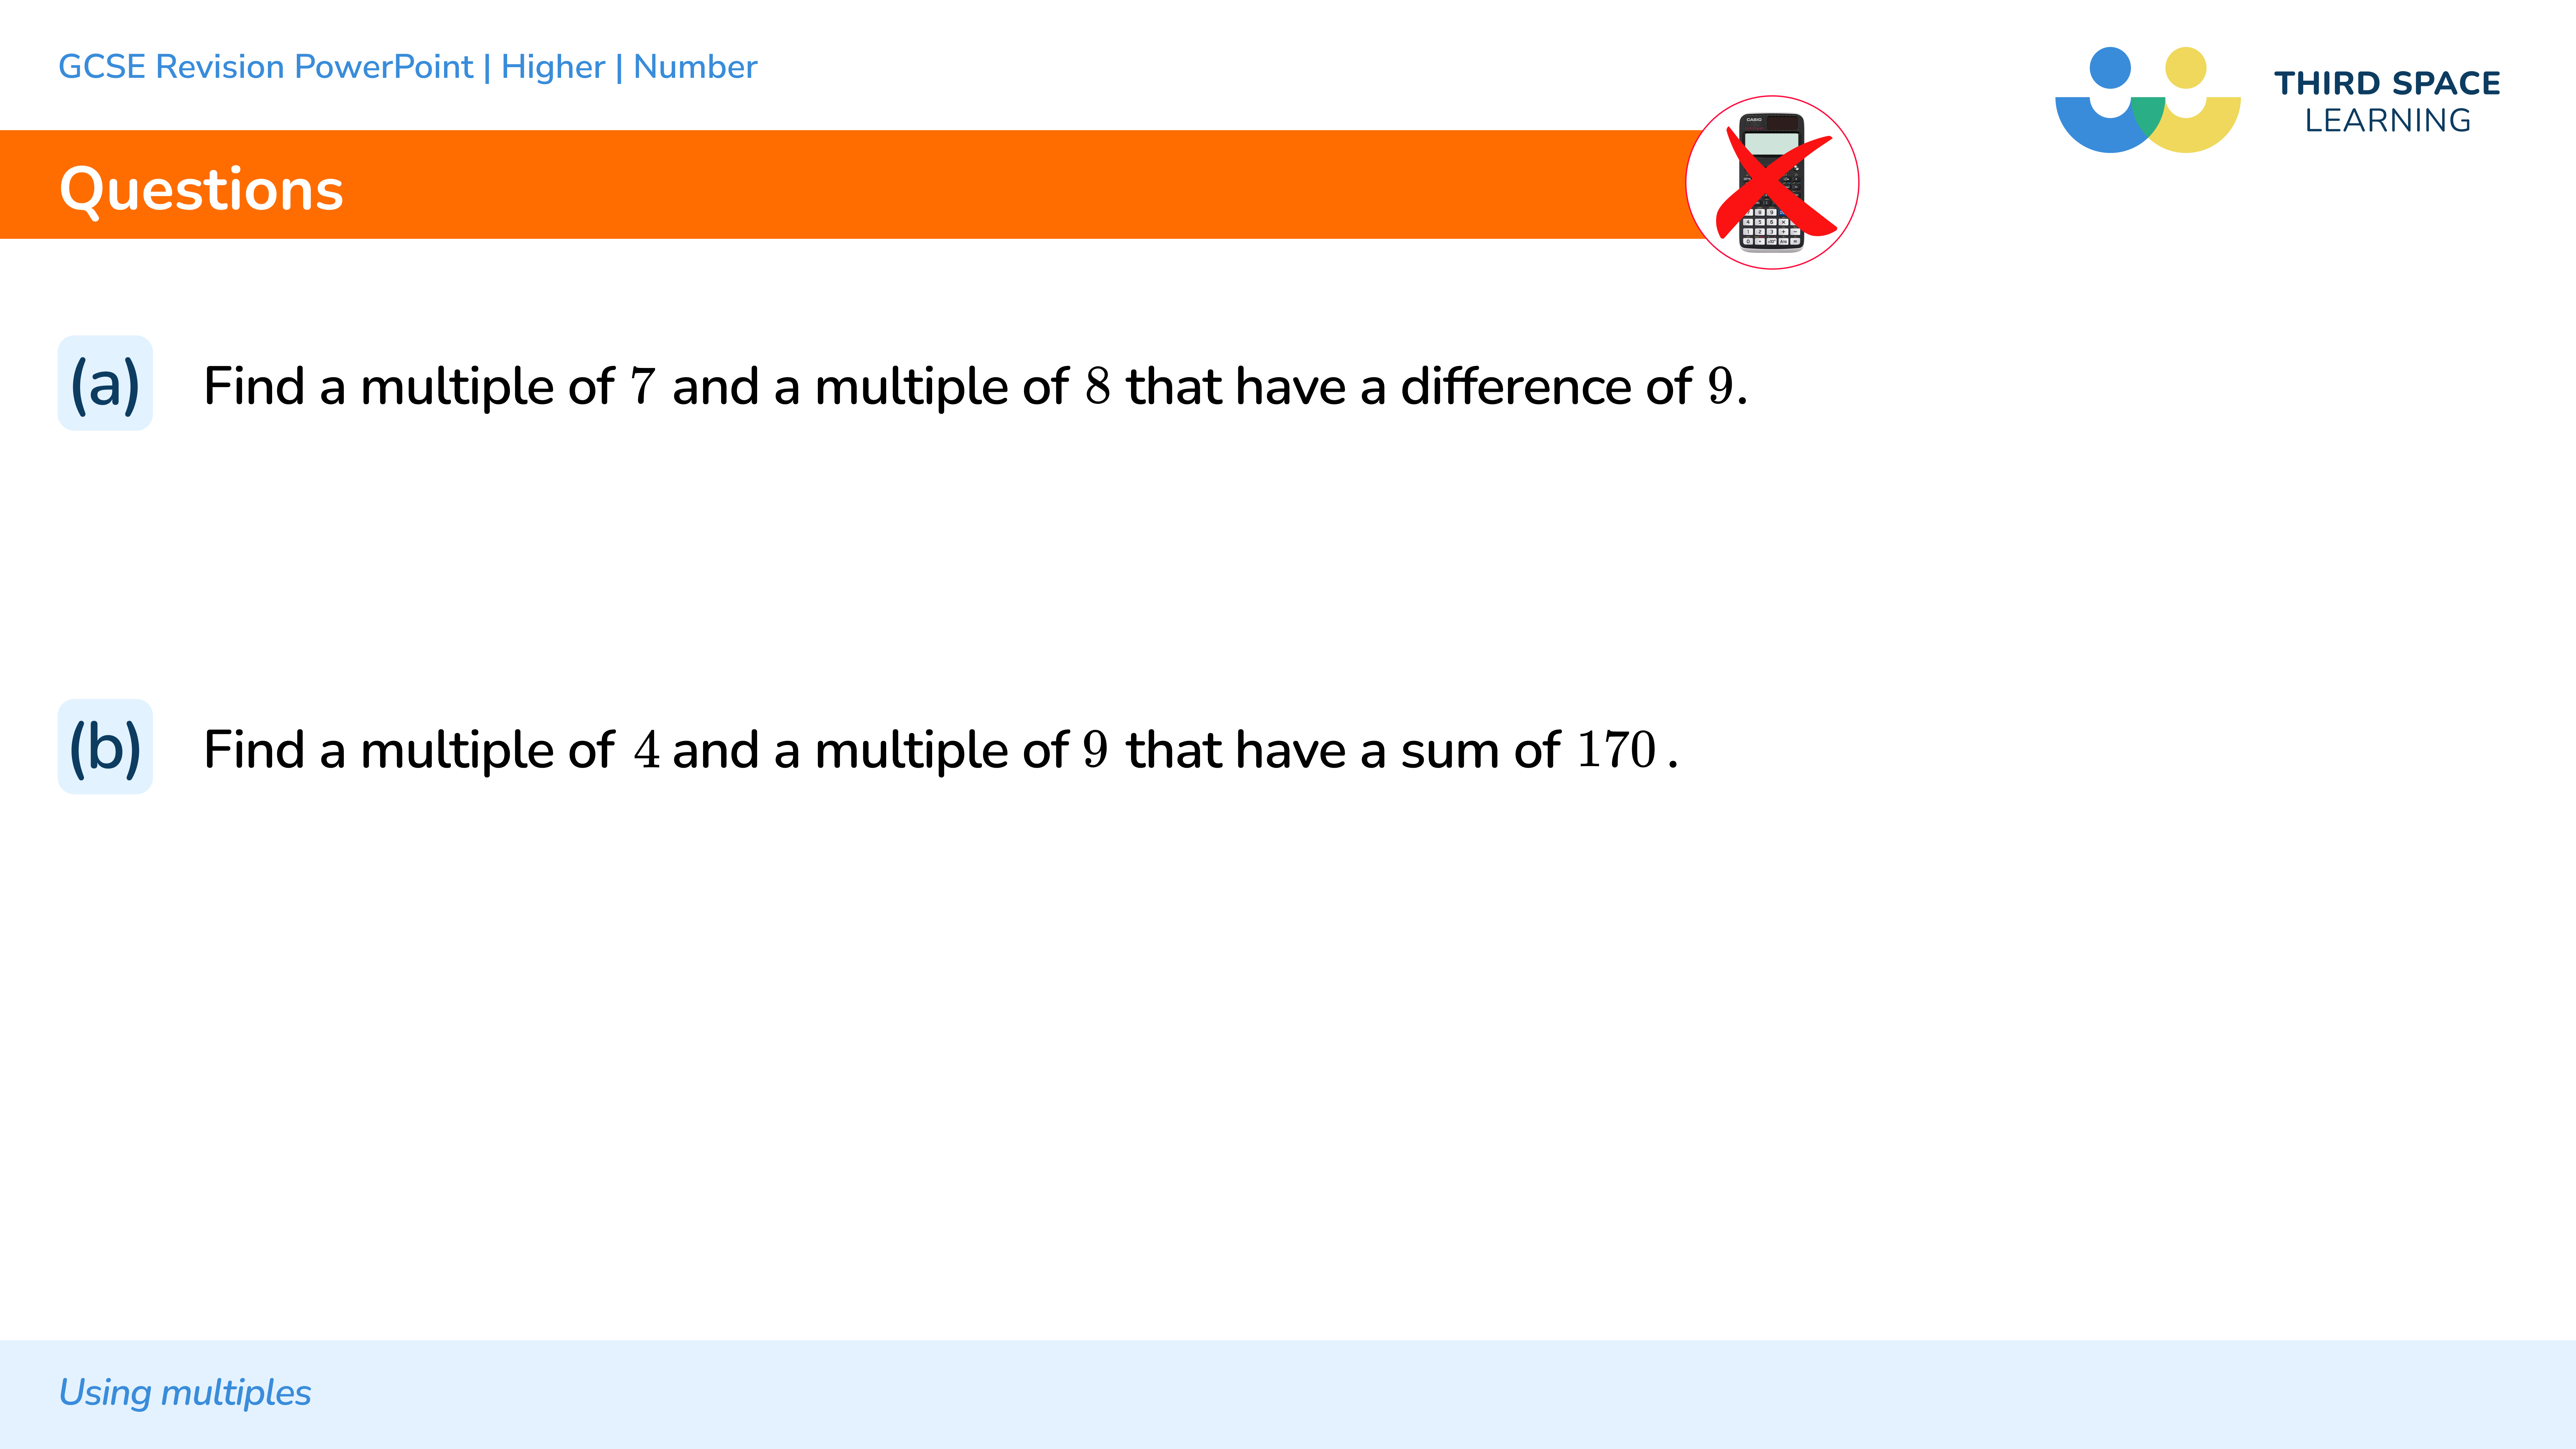 GCSE Revision PowerPoint | Higher | Number
THIRD SPACE
LEARNING
Questions
CASIO
(a) Find a multiple of 7 and a multiple of 8 that have a difference of 9.
(b) Find a multiple of 4 and a multiple of 9 that have a sum of 170.
Using multiples